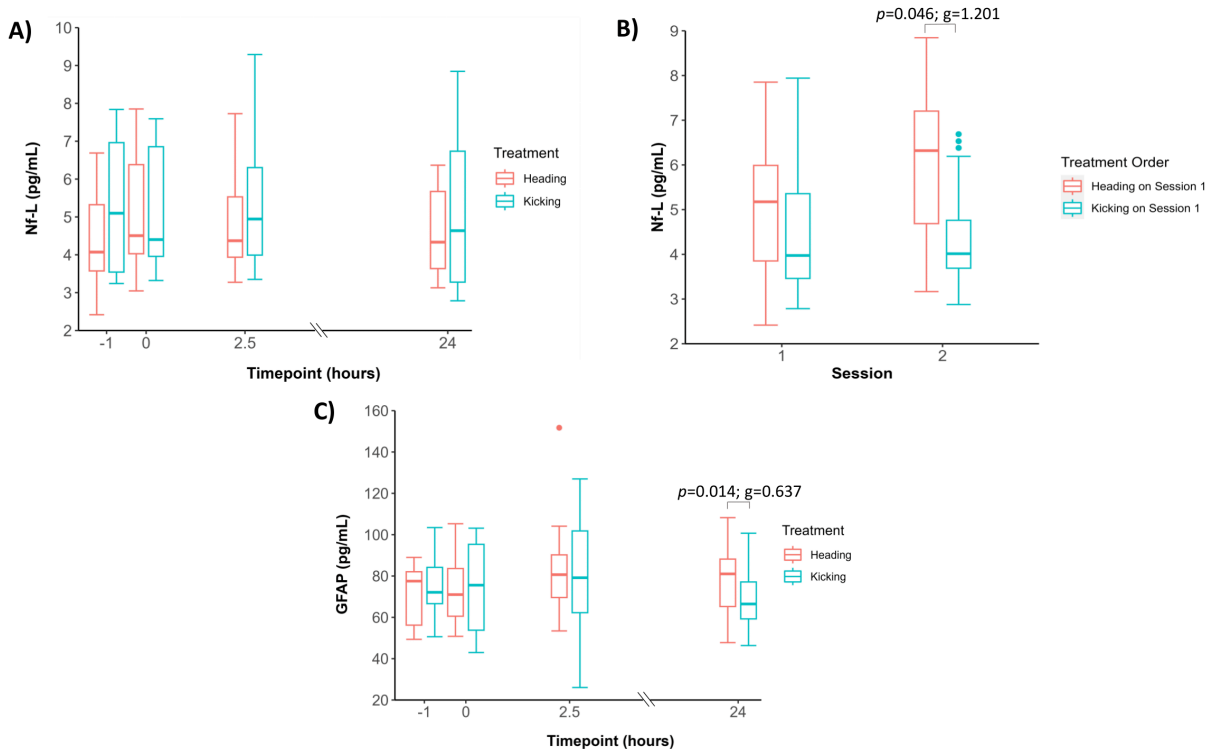 A)
10
9
8
7
6
5
4
3
2
Nf-L (pg/mL)
-1 0 2.5 24
Timepoint (hours)
Treatment
Heading
Kicking
B)
p=0.046; g=1.201
9
8
7
6
5
4
3
2
Nf-L (pg/mL)
1 2
Session
Treatment Order
Heading on Session 1
Kicking on Session 1
C)
160
140
120
100
80
60
40
20
GFAP (pg/mL)
p=0.014; g=0.637
-1 0 2.5 24
Timepoint (hours)
Treatment
Heading
Kicking